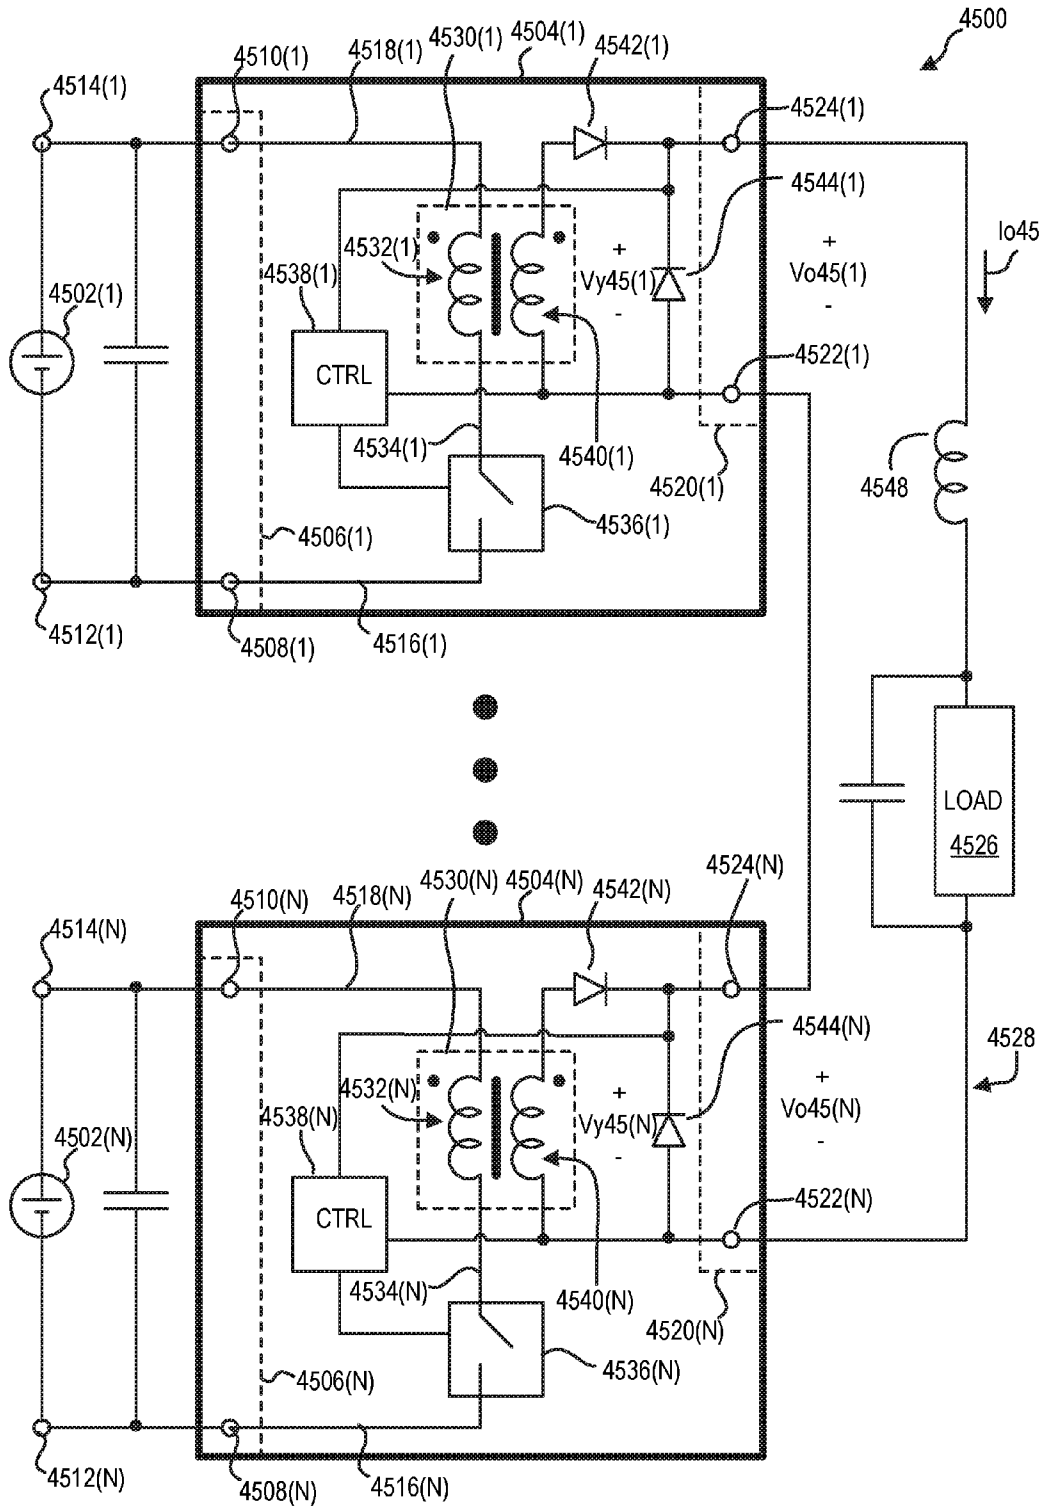 4500
4530(1)
4504(1)
4510(1)
4518(1)
4542(1)
4514(1)
4524(1)
4544(1)
Io45
4532(1)
4538(1)
+
Vy45(1)
-
+
Vo45(1)
-
4502(1)
CTRL
4522(1)
4534(1)
4540(1)
4520(1)
4548
4536(1)
4506(1)
4512(1)
4508(1)
4516(1)
LOAD
4526
4530(N)
4504(N)
4524(N)
4510(N)
4518(N)
4542(N)
4514(N)
4544(N)
4528
4532(N)
4538(N)
+
Vy45(N)
-
+
Vo45(N)
-
4502(N)
CTRL
4522(N)
4534(N)
4540(N)
4520(N)
4536(N)
4506(N)
4512(N)
4508(N)
4516(N)